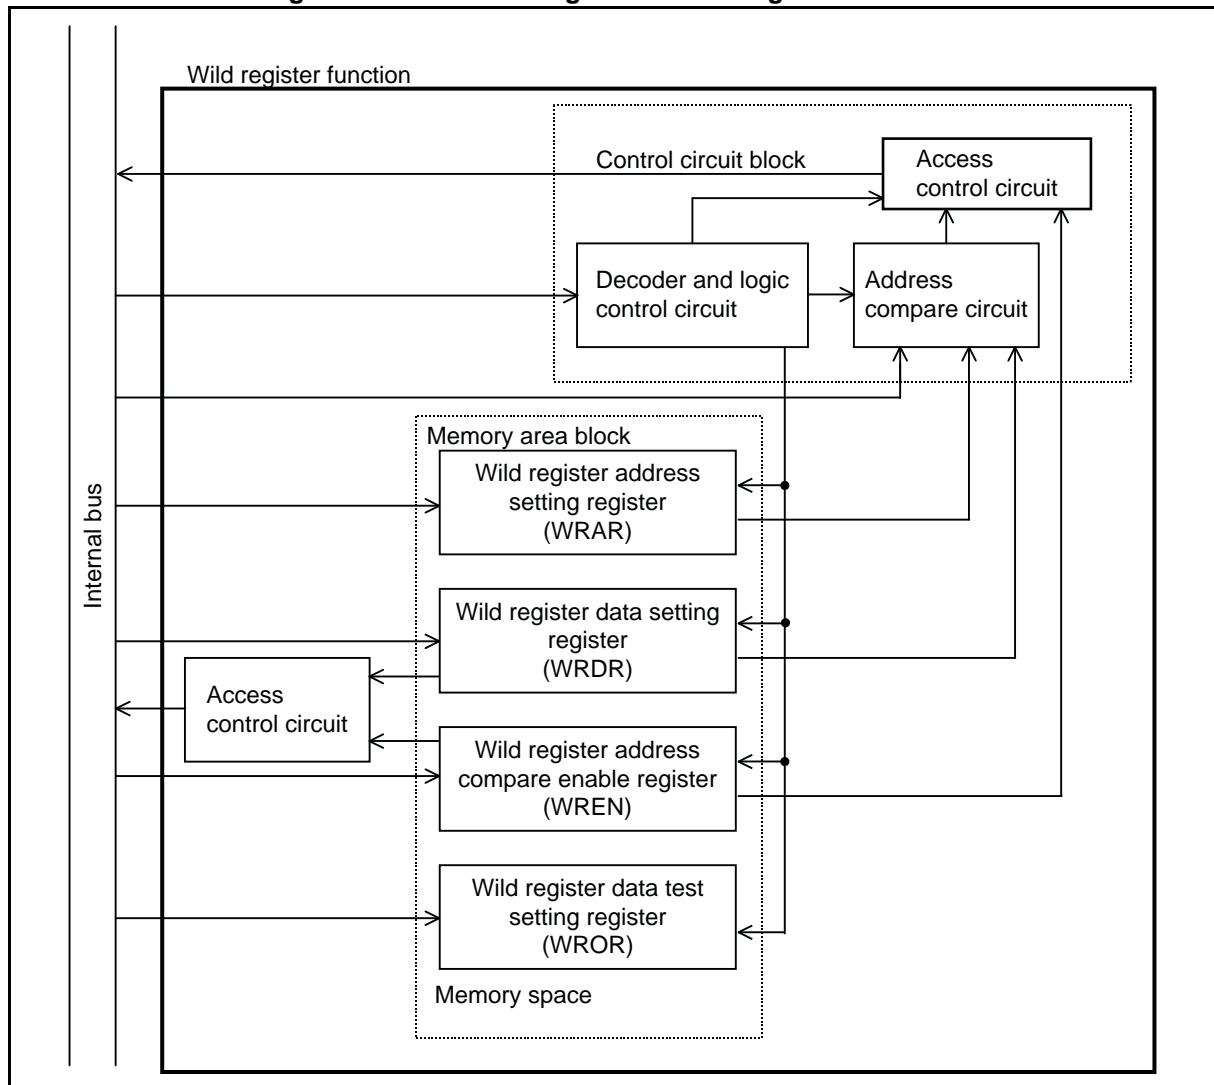 Wild register function
Control circuit block
Access
control circuit
Decoder and logic
control circuit
Address
compare circuit
Internal bus
Memory area block
Wild register address
setting register
(WRAR)
Wild register data setting
register
(WRDR)
Access
control circuit
Wild register address
compare enable register
(WREN)
Wild register data test
setting register
(WROR)
Memory space